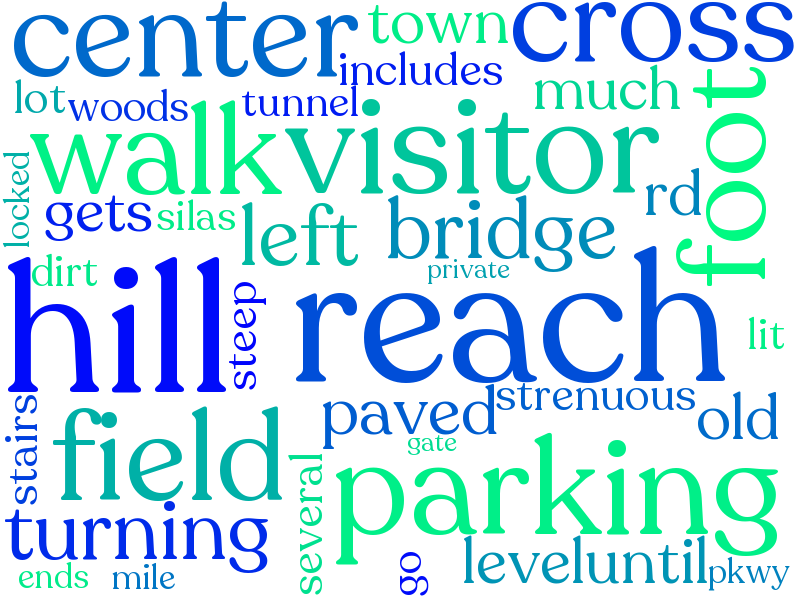 center
town
cross
includes
lot
woods
tunnel
much
foot
walk
visitor
locked
gets
silas
left
bridge
rd
dirt
private
hill
steep
reach
lit
stairs
field
paved
strenuous
old
gate
several
parking
turning
go
level
until
pkwy
ends
mile